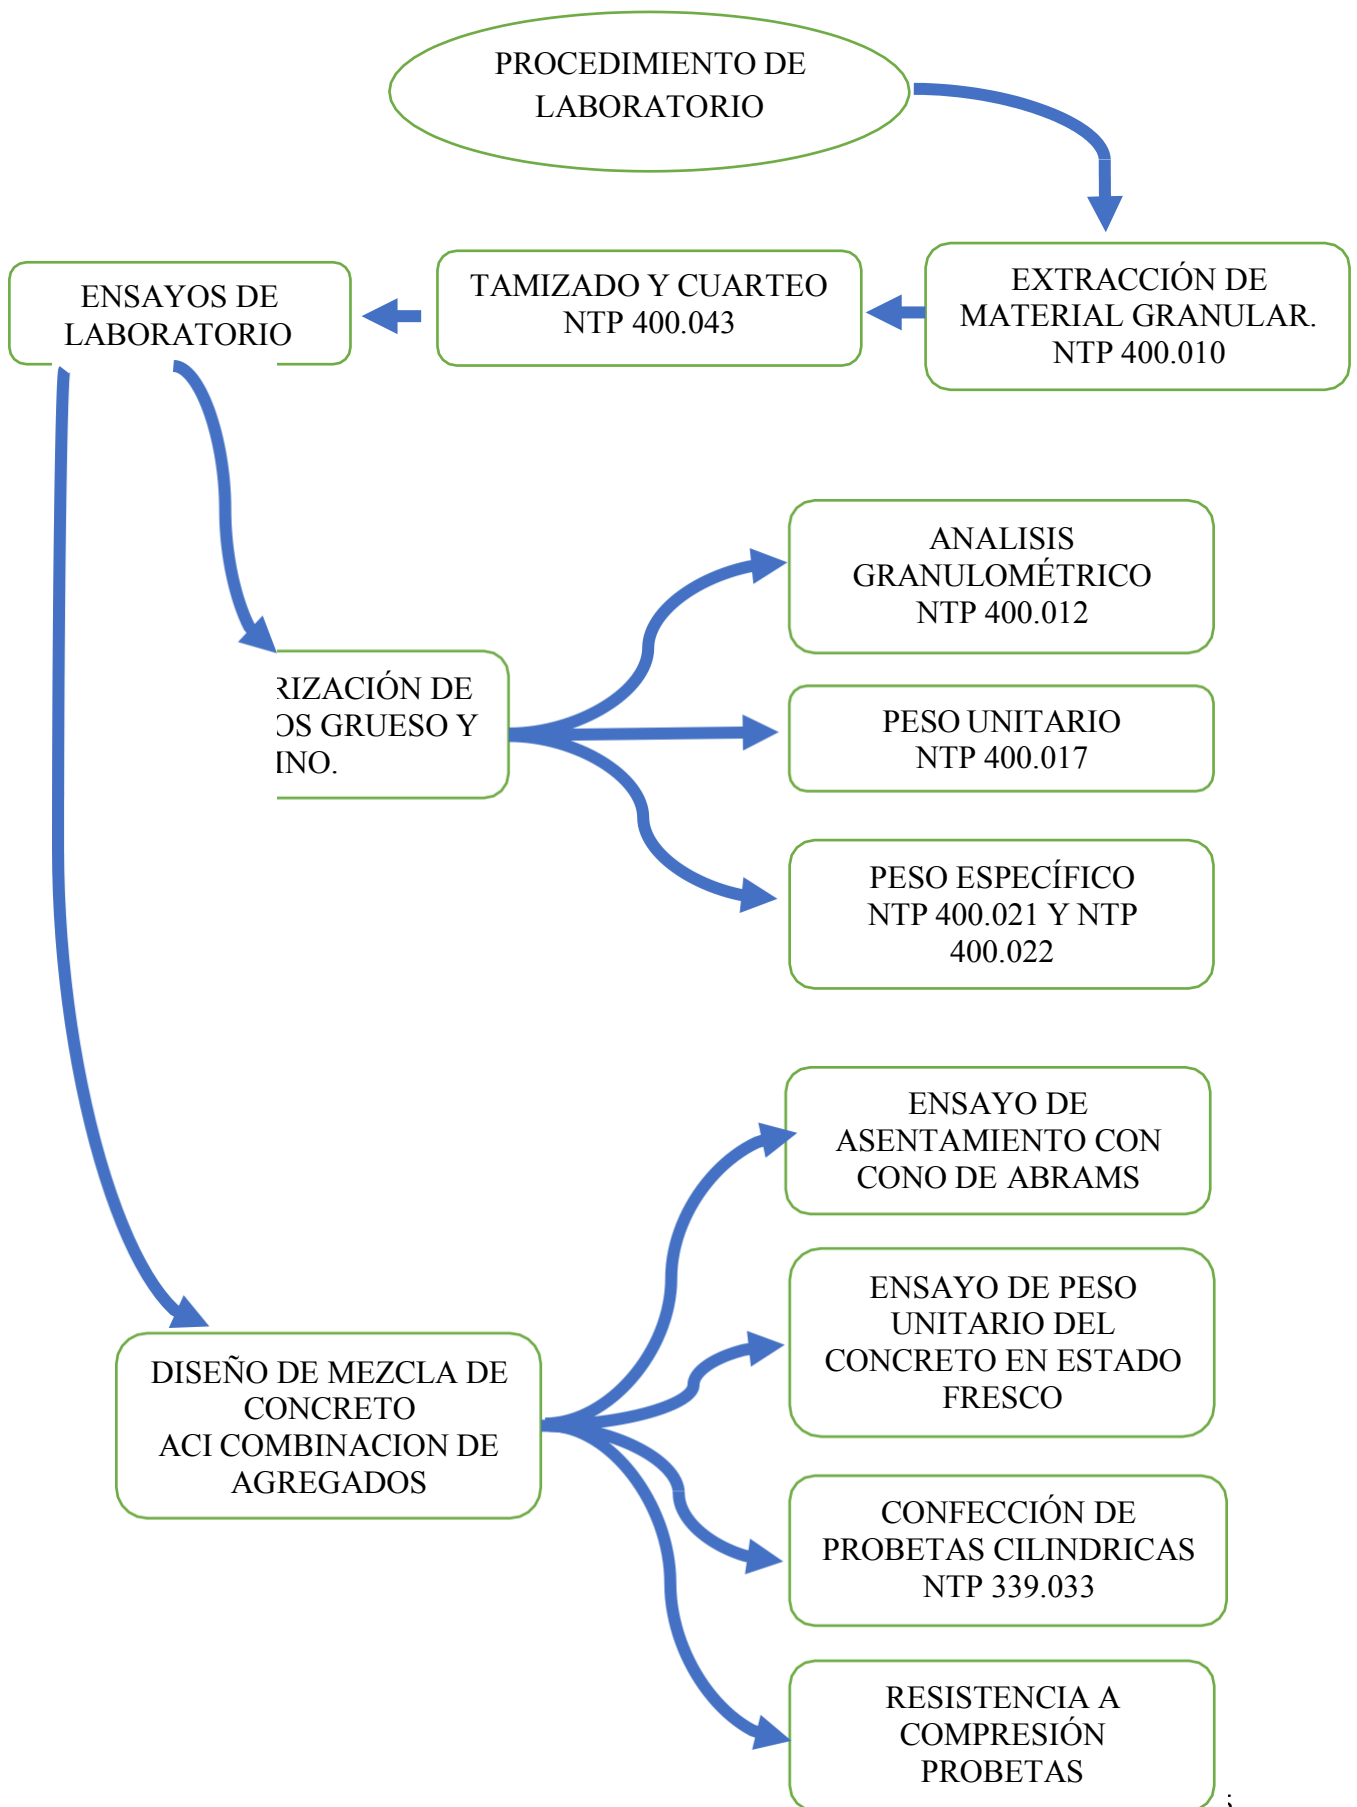 PROCEDIMIENTO DE
LABORATORIO
EXTRACCIÓN DE
MATERIAL GRANULAR.
NTP 400.010
TAMIZADO Y CUARTEO
NTP 400.043
ENSAYOS DE
LABORATORIO
RIZACIÓN DE
OS GRUESO Y
INO.
ANALISIS
GRANULOMÉTRICO
NTP 400.012
PESO UNITARIO
NTP 400.017
PESO ESPECÍFICO
NTP 400.021 Y NTP
400.022
DISEÑO DE MEZCLA DE
CONCRETO
ACI COMBINACION DE
AGREGADOS
ENSAYO DE
ASENTAMIENTO CON
CONO DE ABRAMS
ENSAYO DE PESO
UNITARIO DEL
CONCRETO EN ESTADO
FRESCO
CONFECCIÓN DE
PROBETAS CILINDRICAS
NTP 339.033
RESISTENCIA A
COMPRESIÓN
PROBETAS